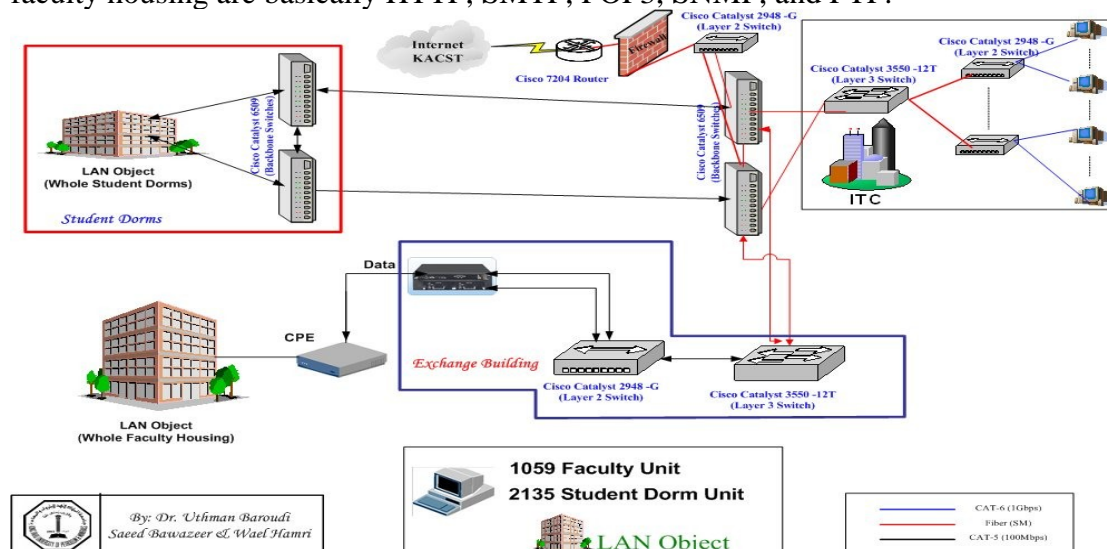 faculty housing are basically HTTP, SMTP, POP3, SNMP, and FTP.
Cisco Catalyst 2948 -G
(Layer 2 Switch)
Internet
KACST
Firewall
Cisco 7204 Router
Cisco Catalyst 2948 -G
(Layer 2 Switch)
Cisco Catalyst 3550 -12T
(Layer 3 Switch)
Cisco Catalyst 6509
(Backbone Switches)
Cisco Catalyst 6509
(Backbone Switches)
LAN Object
(Whole Student Dorms)
Student Dorms
ITC
Data
CPE
Exchange Building
Cisco Catalyst 2948 -G
(Layer 2 Switch)
Cisco Catalyst 3550 -12T
(Layer 3 Switch)
LAN Object
(Whole Faculty Housing)
1059 Faculty Unit
2135 Student Dorm Unit
LAN Object
By: Dr. Uthman Baroudi
Saeed Bawazeer & Wael Hamri
CAT-6 (1Gbps)
Fiber (SM)
CAT-5 (100Mbps)